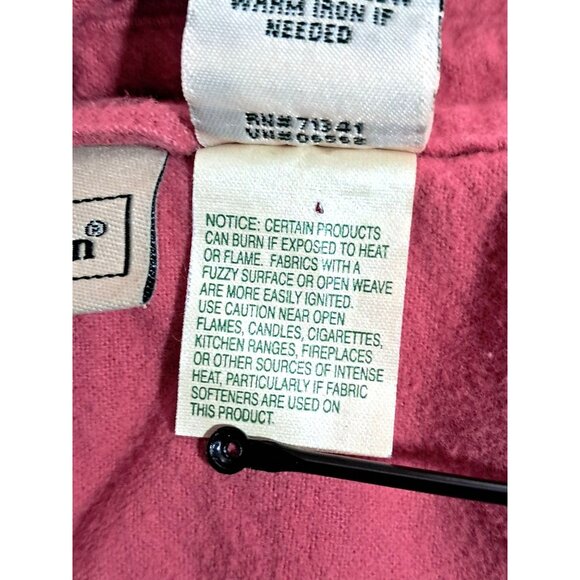 WARM IRON IF
NEEDED
RN# 71341
VN# 06562
n®
NOTICE: CERTAIN PRODUCTS
CAN BURN IF EXPOSED TO HEAT
OR FLAME. FABRICS WITH A
FUZZY SURFACE OR OPEN WEAVE
ARE MORE EASILY IGNITED.
USE CAUTION NEAR OPEN
FLAMES, CANDLES, CIGARETTES,
KITCHEN RANGES, FIREPLACES
OR OTHER SOURCES OF INTENSE
HEAT, PARTICULARLY IF FABRIC
SOFTENERS ARE USED ON
THIS PRODUCT.